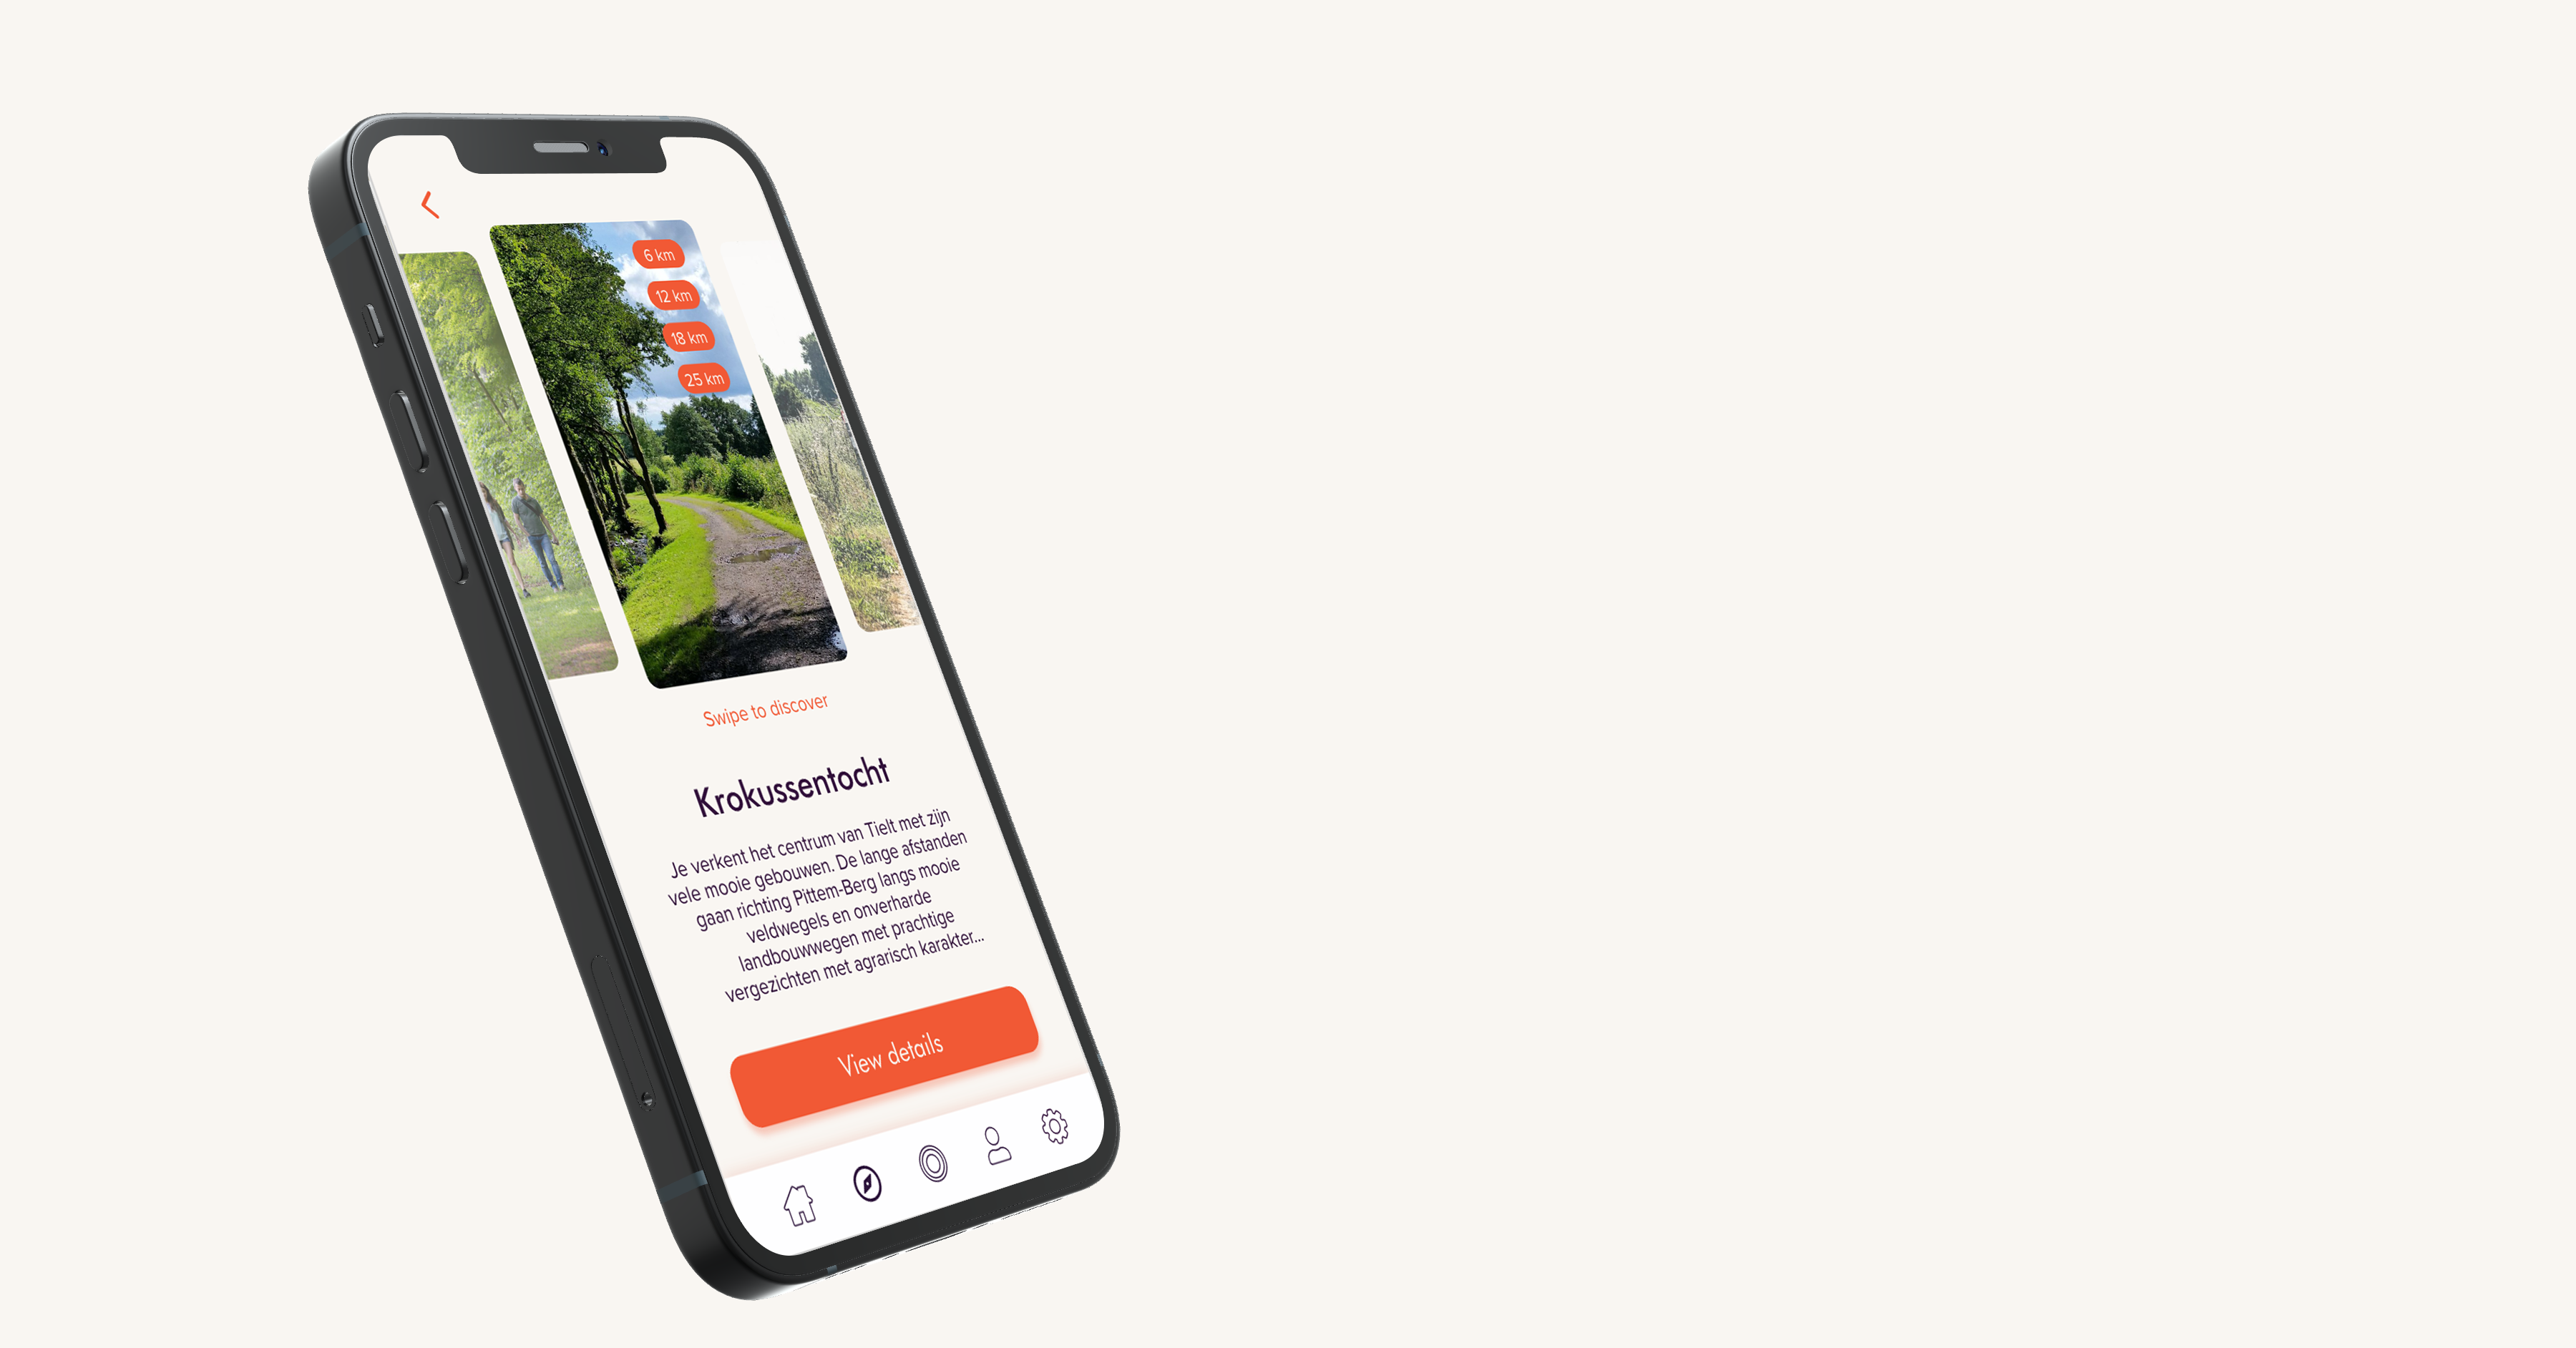 6 km
12 km
18 km
25 km
Swipe to discover
Krokussentocht
Je verkent het centrum van Tielt met zijn
vele mooie gebouwen. De lange afstanden
gaan richting Pittem-Berg langs mooie
veldwegels en onverharde
landbouwwegen met prachtige
vergezichten met agrarisch karakter...
View details